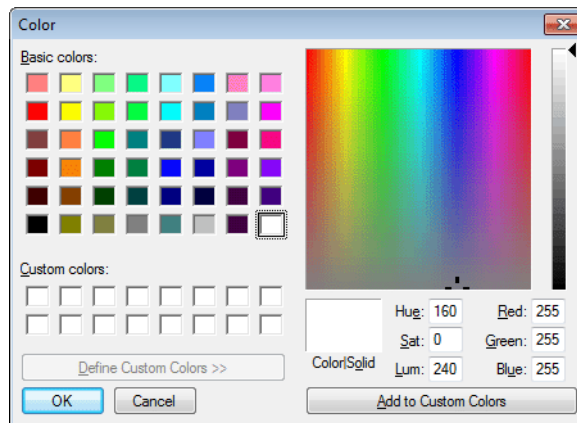 Color
Basic colors:
Custom colors:
Define Custom Colors >>
OK Cancel
Color|Solid
Hue: 160 Red: 255
Sat: 0 Green: 255
Lum: 240 Blue: 255
Add to Custom Colors